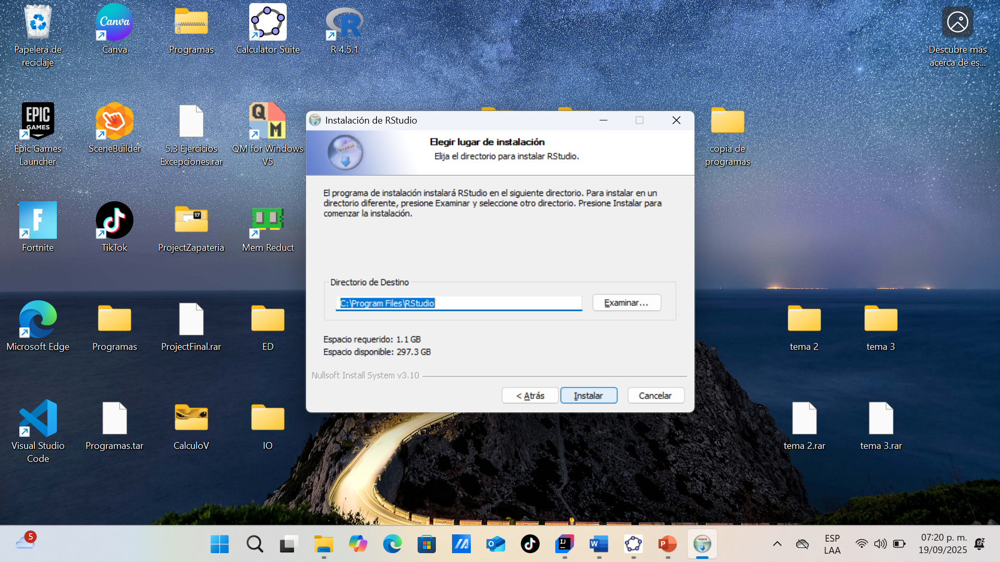 Papelera de
reciclaje
Canva
Canva
Programas
Calculator Suite
R 4.5.1
Descubre más
acerca de es...
EPIC
GAMES
Epic Games
Launcher
SceneBuilder
5.3 Ejercicios
Excepciones.rar
Q
M
QM for Windows
V5
copia de
programas
Instalación de RStudio
Elegir lugar de instalación
Elija el directorio para instalar RStudio.
El programa de instalación instalará RStudio en el siguiente directorio. Para instalar en un
directorio diferente, presione Examinar y seleccione otro directorio. Presione Instalar para
comenzar la instalación.
Directorio de Destino
C:\Program Files\RStudio
Examinar...
Espacio requerido: 1.1 GB
Espacio disponible: 297.3 GB
Nullsoft Install System v3.10
< Atrás
Instalar
Cancelar
F
Fortnite
TikTok
17
ProjectZapateria
Mem Reduct
Microsoft Edge
Programas
ProjectFinal.rar
ED
tema 2
tema 3
Visual Studio
Code
Programas.tar
CalculoV
IO
tema 2.rar
tema 3.rar
5
O
IJ
W
P
ESP
LAA
07:20 p. m.
19/09/2025